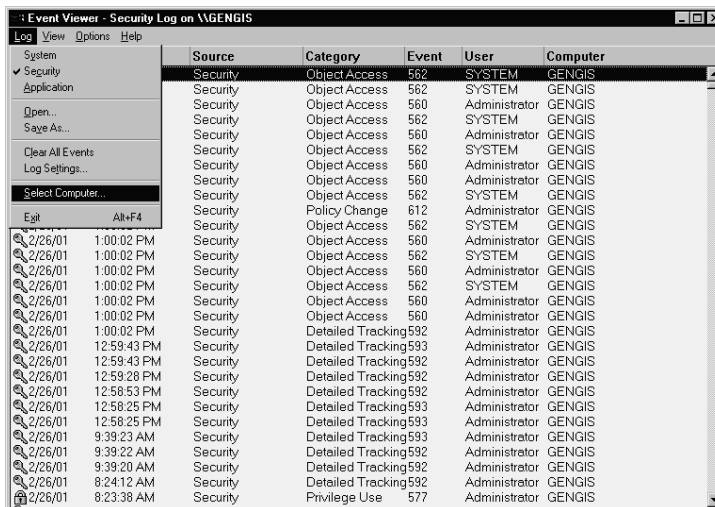 Event Viewer - Security Log on \\GENGIS
Log View Options Help
Source Category Event User Computer
System
Security
Application
Open...
Save As...
Clear All Events
Log Settings...
Select Computer...
Exit Alt+F4
Security Object Access 562 SYSTEM GENGIS
Security Object Access 562 SYSTEM GENGIS
Security Object Access 560 Administrator GENGIS
Security Object Access 562 SYSTEM GENGIS
Security Object Access 560 Administrator GENGIS
Security Object Access 562 SYSTEM GENGIS
Security Object Access 560 Administrator GENGIS
Security Object Access 560 Administrator GENGIS
Security Object Access 562 SYSTEM GENGIS
Security Policy Change 612 Administrator GENGIS
Security Object Access 562 SYSTEM GENGIS
2/26/01 1:00:02 PM Security Object Access 560 Administrator GENGIS
2/26/01 1:00:02 PM Security Object Access 562 SYSTEM GENGIS
2/26/01 1:00:02 PM Security Object Access 560 Administrator GENGIS
2/26/01 1:00:02 PM Security Object Access 562 SYSTEM GENGIS
2/26/01 1:00:02 PM Security Object Access 560 Administrator GENGIS
2/26/01 1:00:02 PM Security Object Access 560 Administrator GENGIS
2/26/01 1:00:02 PM Security Detailed Tracking 592 Administrator GENGIS
2/26/01 12:59:43 PM Security Detailed Tracking 593 Administrator GENGIS
2/26/01 12:59:43 PM Security Detailed Tracking 592 Administrator GENGIS
2/26/01 12:59:28 PM Security Detailed Tracking 592 Administrator GENGIS
2/26/01 12:58:53 PM Security Detailed Tracking 592 Administrator GENGIS
2/26/01 12:58:25 PM Security Detailed Tracking 593 Administrator GENGIS
2/26/01 12:58:25 PM Security Detailed Tracking 593 Administrator GENGIS
2/26/01 9:39:23 AM Security Detailed Tracking 593 Administrator GENGIS
2/26/01 9:39:22 AM Security Detailed Tracking 592 Administrator GENGIS
2/26/01 9:39:20 AM Security Detailed Tracking 592 Administrator GENGIS
2/26/01 8:24:12 AM Security Detailed Tracking 592 Administrator GENGIS
2/26/01 8:23:38 AM Security Privilege Use 577 Administrator GENGIS